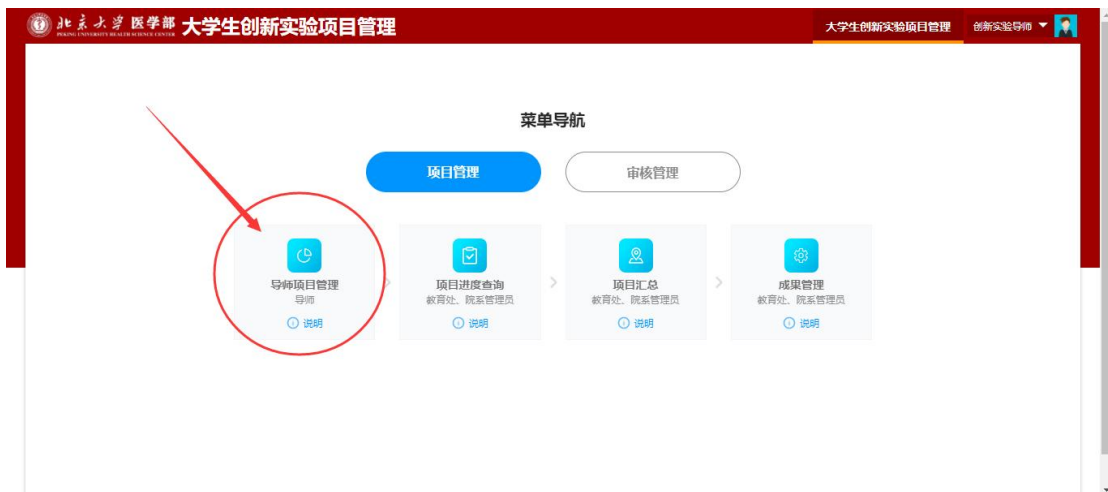 北京大学 医学部 大学生创新实验项目管理
PEKING UNIVERSITY HEALTH SCIENCE CENTER
大学生创新实验项目管理
创新实验导师
菜单导航
项目管理
审核管理
导师项目管理
导师
说明
项目进度查询
教育处、院系管理员
说明
项目汇总
教育处、院系管理员
说明
成果管理
教育处、院系管理员
说明